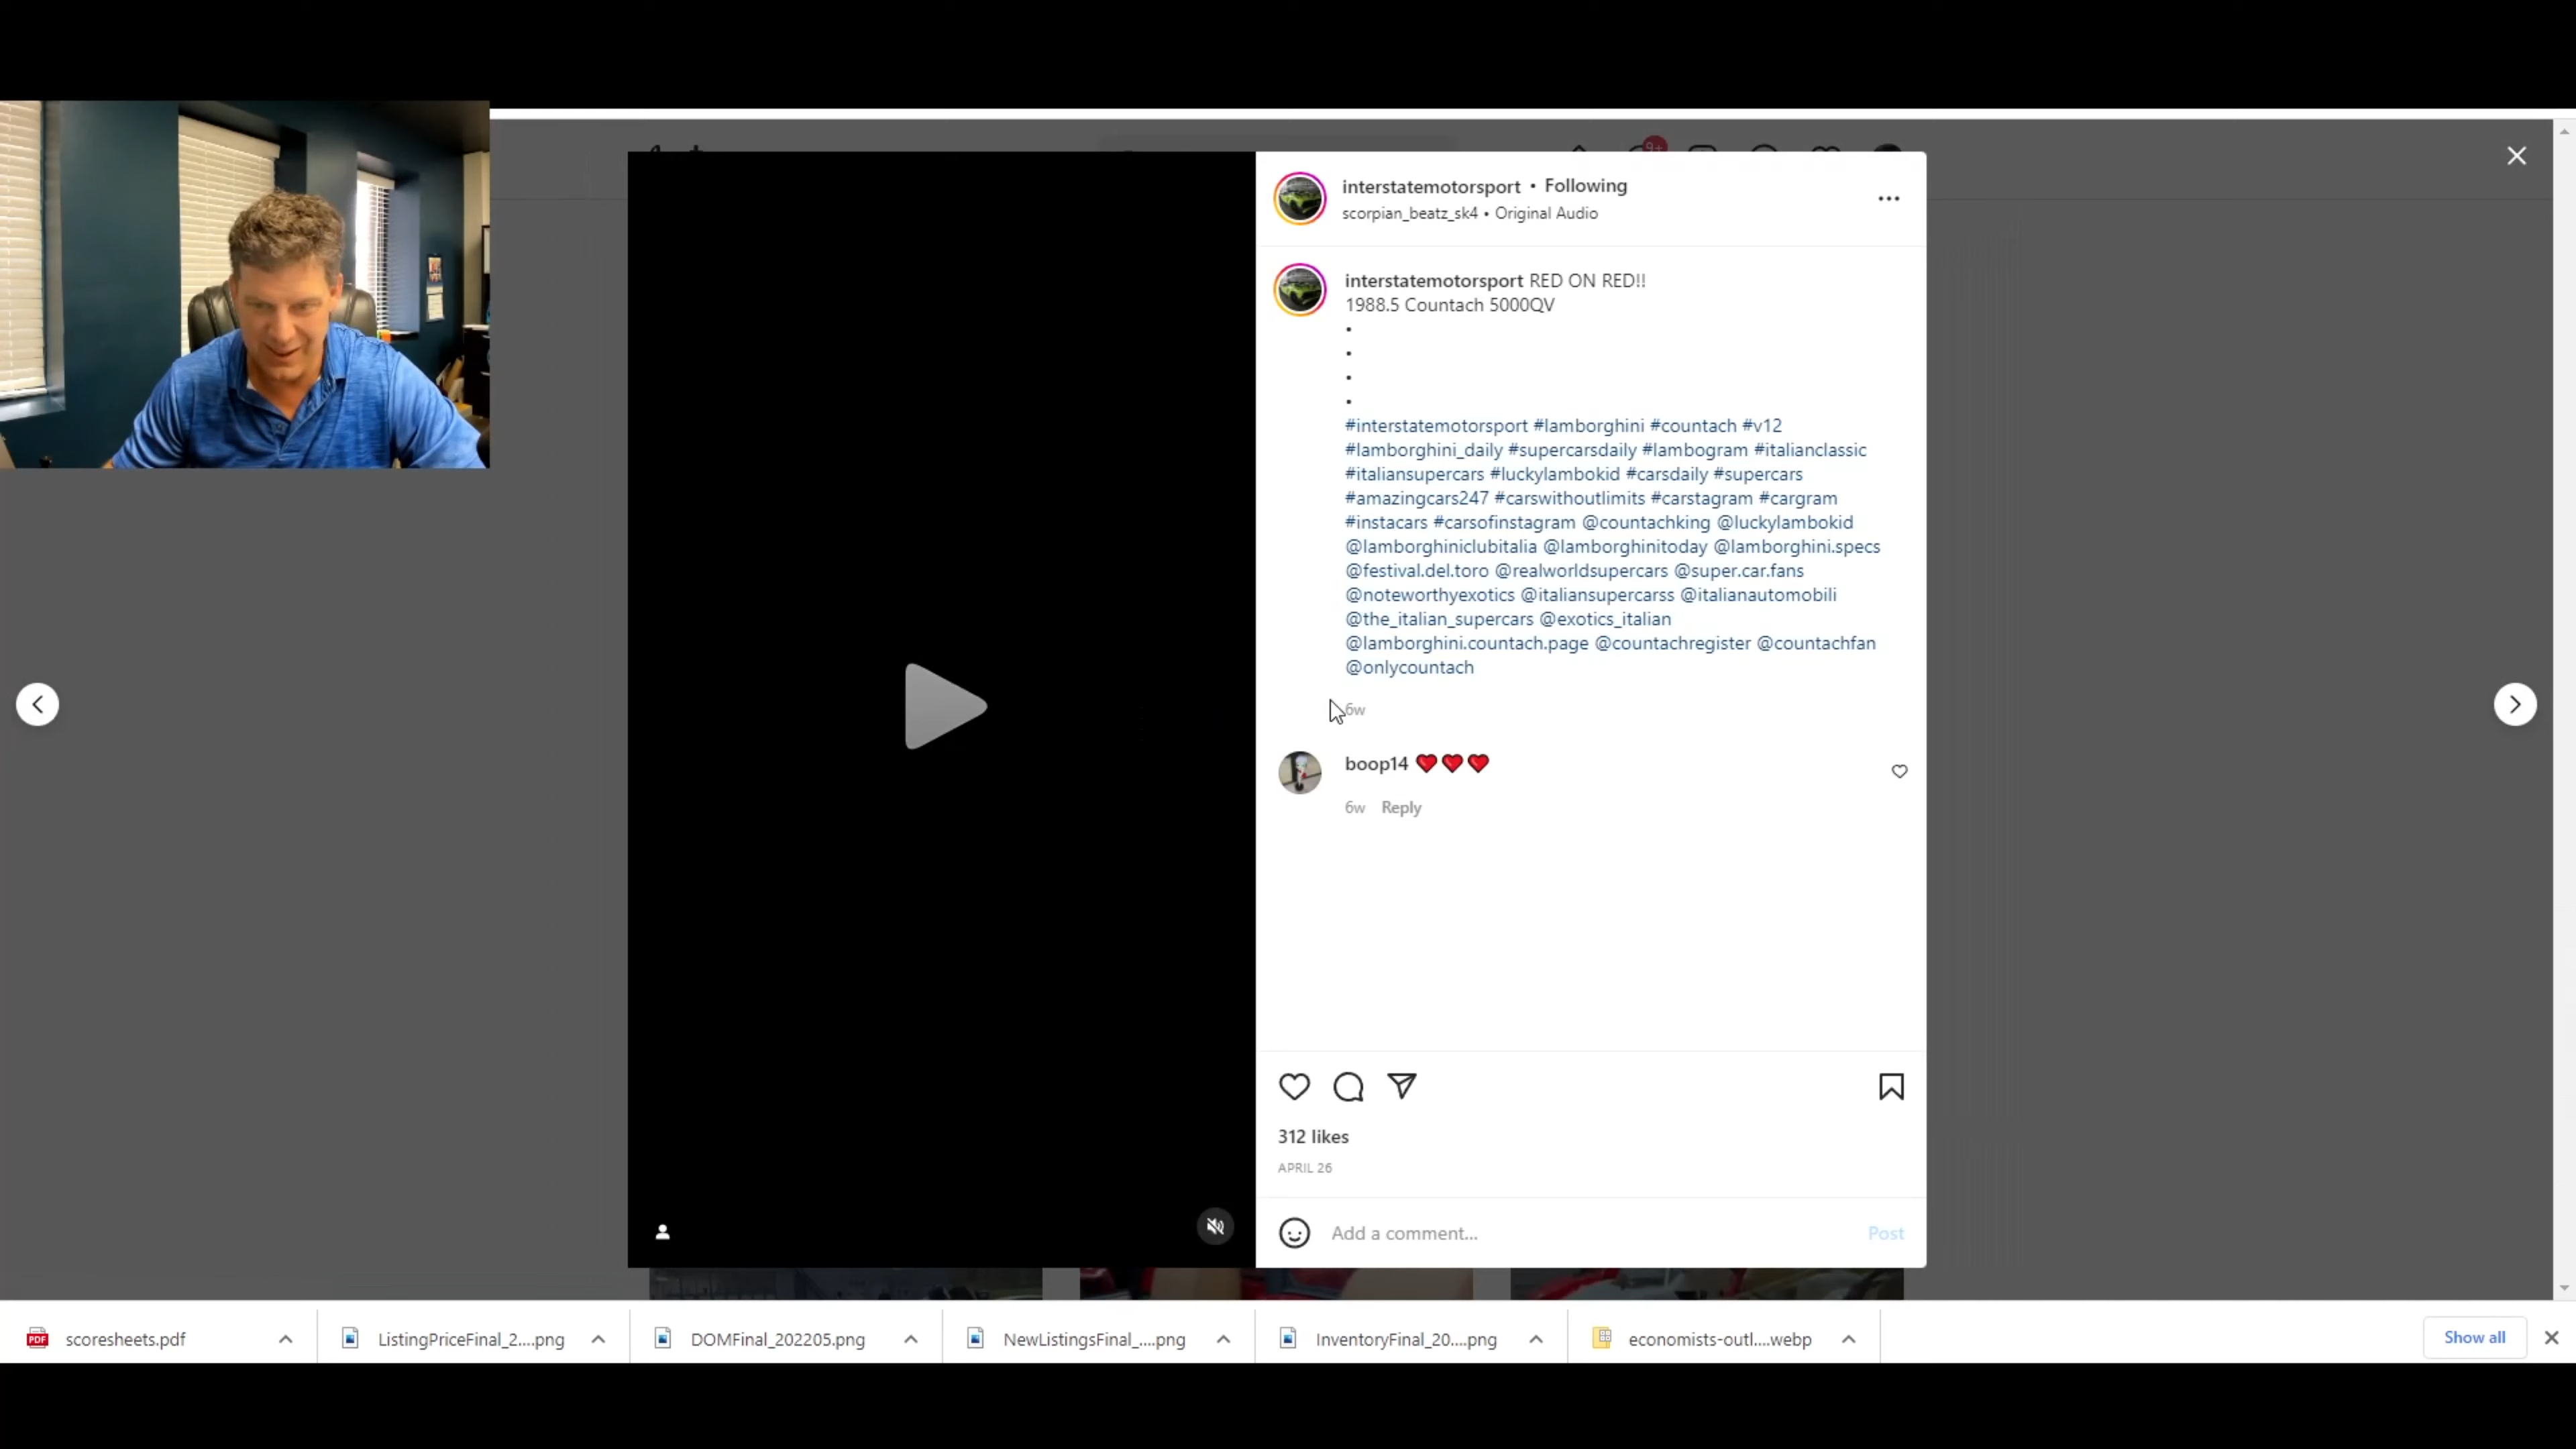 9+
interstatemotorsport • Following
scorpian_beatz_sk4 • Original Audio
interstatemotorsport RED ON RED!!
1988.5 Countach 5000QV
•
•
•
•
#interstatemotorsport #lamborghini #countach #v12
#lamborghini_daily #supercarsdaily #lambogram #italianclassic
#italiansupercars #luckylambokid #carsdaily #supercars
#amazingcars247 #carswithoutlimits #carstagram #cargram
#instacars #carsofinstagram @countachking @luckylambokid
@lamborghiniclubitalia @lamborghinitoday @lamborghini.specs
@festival.del.toro @realworldsupercars @super.car.fans
@noteworthyexotics @italiansupercarss @italianautomobili
@the_italian_supercars @exotics_italian
@lamborghini.countach.page @countachregister @countachfan
@onlycountach
6w
boop14 ❤️❤️❤️
6w Reply
312 likes
APRIL 26
Add a comment... Post
PDF scoresheets.pdf ListingPriceFinal_2....png DOMFinal_202205.png NewListingsFinal_....png InventoryFinal_20....png economists-outl....webp Show all